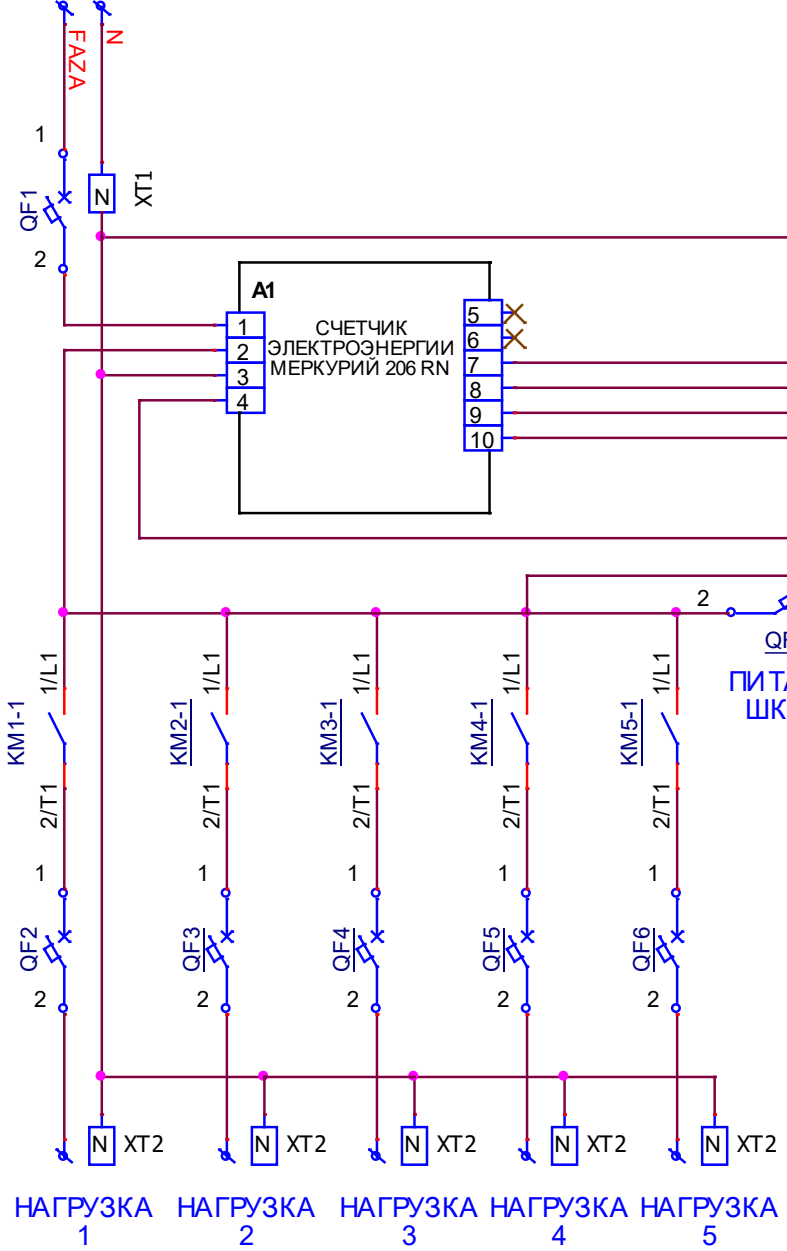 FAZA
N
1
QF1
2
N
XT1
A1
СЧЕТЧИК
ЭЛЕКТРОЭНЕРГИИ
МЕРКУРИЙ 206 RN
1
2
3
4
5
6
7
8
9
10
2
QF
ПИТА
ШК
1/L1
1/L1
1/L1
1/L1
1/L1
KM1-1
KM2-1
KM3-1
KM4-1
KM5-1
2/T1
2/T1
2/T1
2/T1
2/T1
1
1
1
1
1
QF2
QF3
QF4
QF5
QF6
2
2
2
2
2
N XT2
N XT2
N XT2
N XT2
N XT2
НАГРУЗКА НАГРУЗКА НАГРУЗКА НАГРУЗКА НАГРУЗКА
1 2 3 4 5